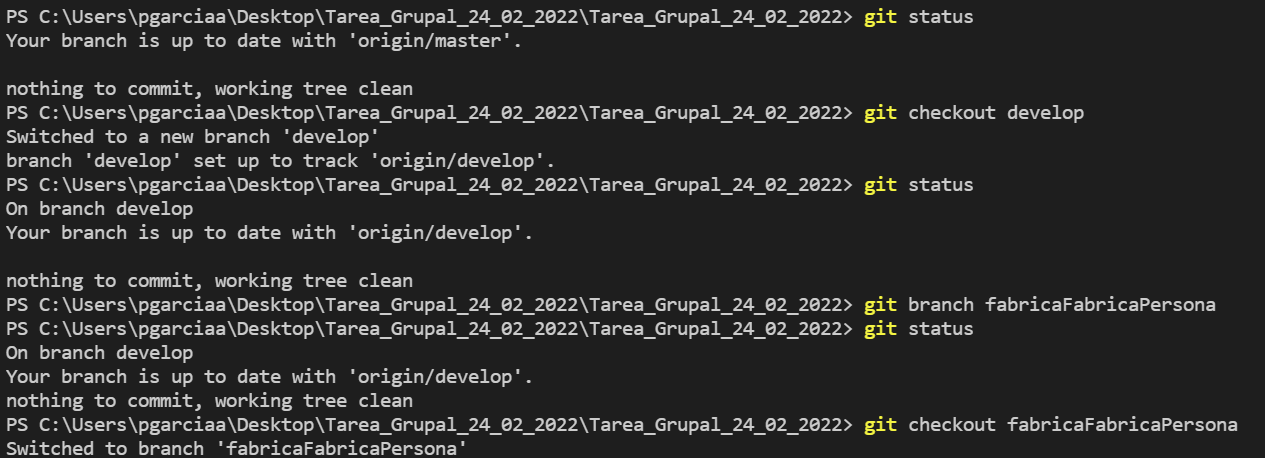 PS C:\Users\pgarciaa\Desktop\Tarea_Grupal_24_02_2022\Tarea_Grupal_24_02_2022> git status
Your branch is up to date with 'origin/master'.
nothing to commit, working tree clean
PS C:\Users\pgarciaa\Desktop\Tarea_Grupal_24_02_2022\Tarea_Grupal_24_02_2022> git checkout develop
Switched to a new branch 'develop'
branch 'develop' set up to track 'origin/develop'.
PS C:\Users\pgarciaa\Desktop\Tarea_Grupal_24_02_2022\Tarea_Grupal_24_02_2022> git status
On branch develop
Your branch is up to date with 'origin/develop'.
nothing to commit, working tree clean
PS C:\Users\pgarciaa\Desktop\Tarea_Grupal_24_02_2022\Tarea_Grupal_24_02_2022> git branch fabricaFabricaPersona
PS C:\Users\pgarciaa\Desktop\Tarea_Grupal_24_02_2022\Tarea_Grupal_24_02_2022> git status
On branch develop
Your branch is up to date with 'origin/develop'.
nothing to commit, working tree clean
PS C:\Users\pgarciaa\Desktop\Tarea_Grupal_24_02_2022\Tarea_Grupal_24_02_2022> git checkout fabricaFabricaPersona
Switched to branch 'fabricaFabricaPersona'